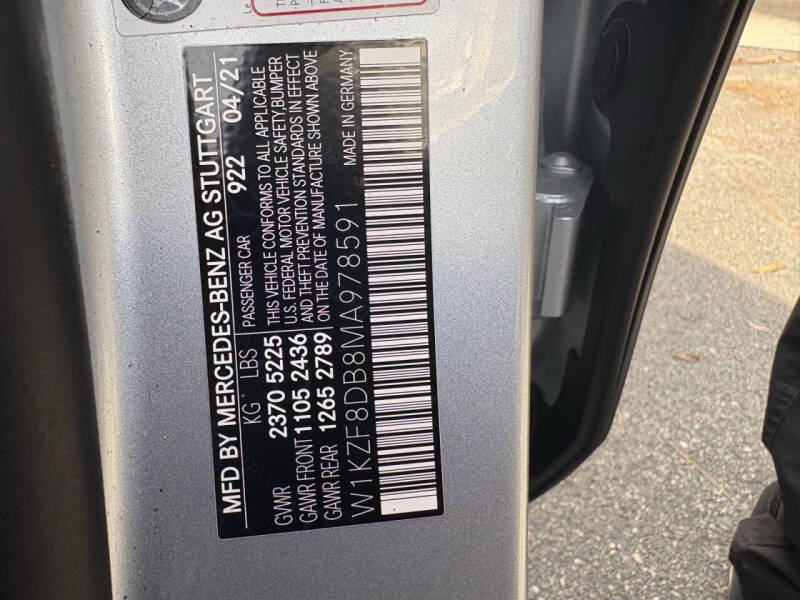 MFD BY MERCEDES-BENZ AG STUTTGART
KG LBS PASSENGER CAR 922 04/21
GVWR 2370 5225
GAWR FRONT 1105 2436
GAWR REAR 1265 2789
THIS VEHICLE CONFORMS TO ALL APPLICABLE
U.S. FEDERAL MOTOR VEHICLE SAFETY,BUMPER
AND THEFT PREVENTION STANDARDS IN EFFECT
ON THE DATE OF MANUFACTURE SHOWN ABOVE
W1KZF8DB8MA978591 MADE IN GERMANY